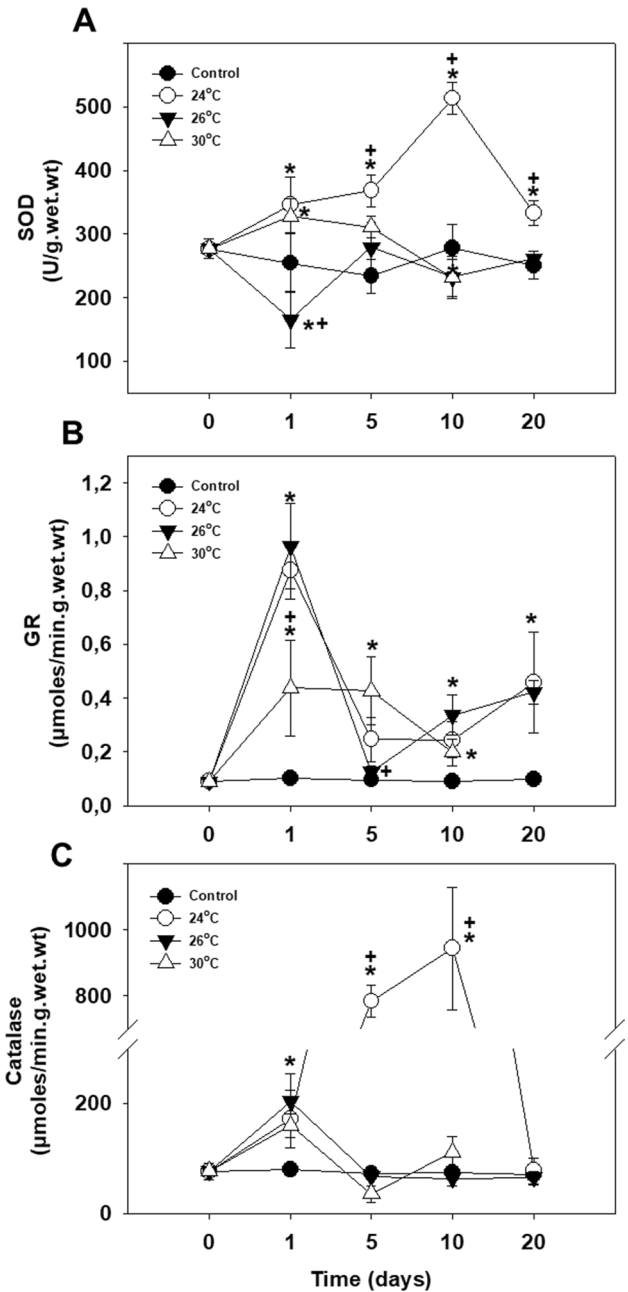 A
Control
24°C
26°C
30°C
500
400
300
200
100
SOD
(U/g.wet.wt)
*
*
*+
+
*
+
*
*
+
*
0 1 5 10 20
B
Control
24°C
26°C
30°C
1,2
1,0
0,8
0,6
0,4
0,2
0,0
GR
(µmoles/min.g.wet.wt)
*
+
*
*
+
*
*
*
0 1 5 10 20
C
Control
24°C
26°C
30°C
1000
800
200
0
Catalase
(µmoles/min.g.wet.wt)
*
+
*
+
*
0 1 5 10 20
Time (days)